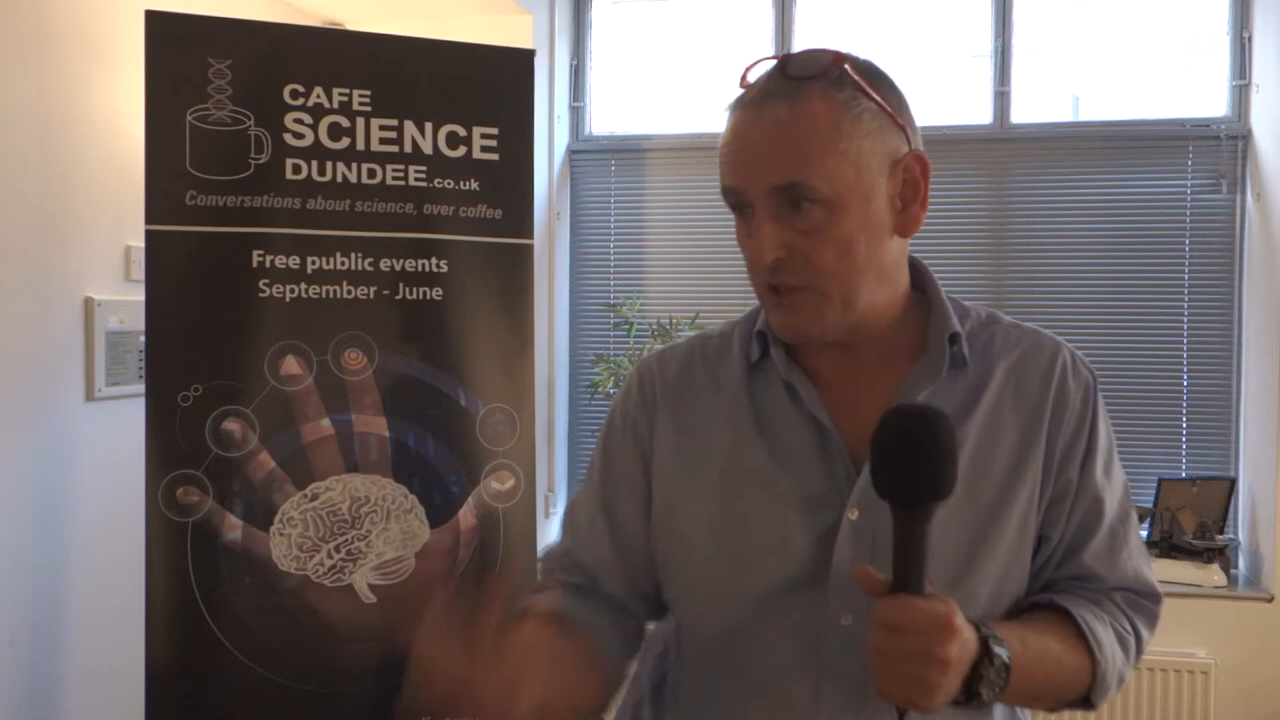 CAFE
SCIENCE
DUNDEE.co.uk
Conversations about science, over coffee
Free public events
September - June